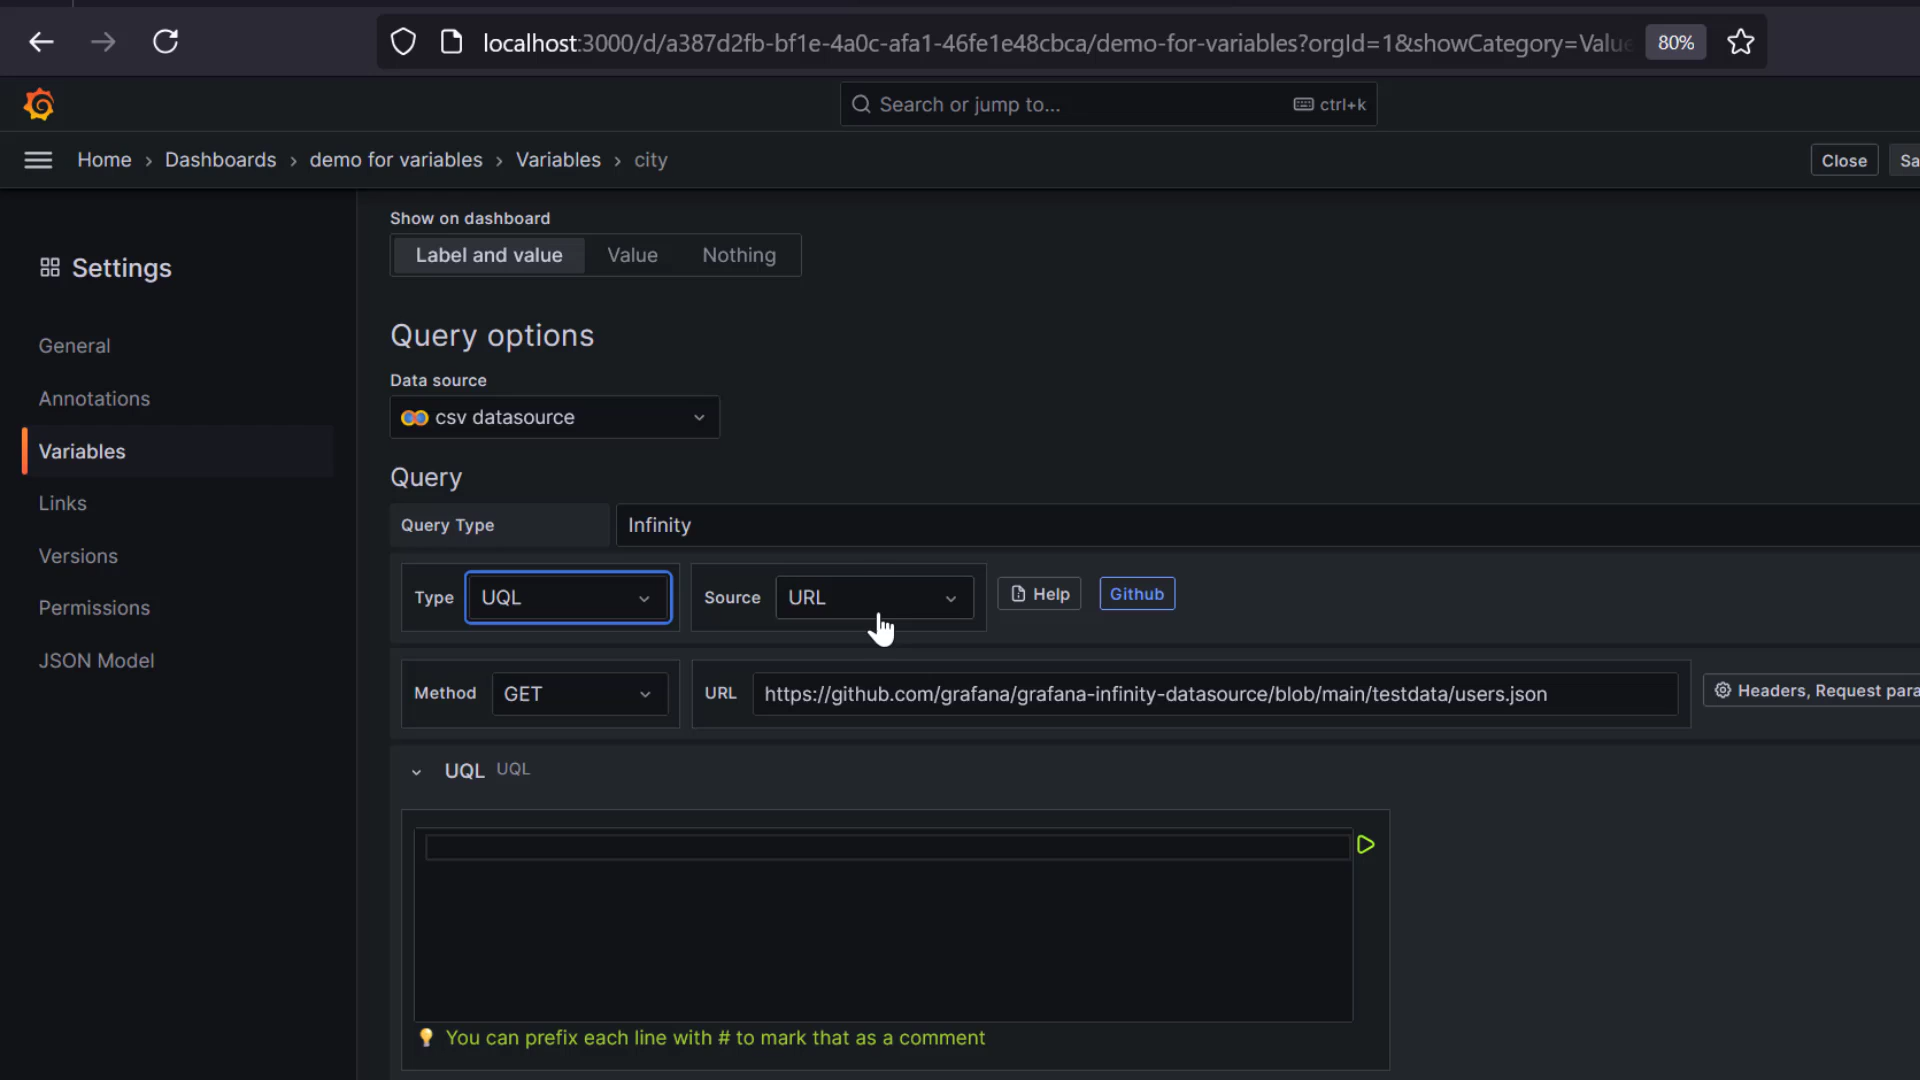 localhost:3000/d/a387d2fb-bf1e-4a0c-afa1-46fe1e48cbca/demo-for-variables?orgId=1&showCategory=Value
80%
Search or jump to...
ctrl+k
Home › Dashboards › demo for variables › Variables › city
Close
Sa
Settings
General
Annotations
Variables
Links
Versions
Permissions
JSON Model
Show on dashboard
Label and value Value Nothing
Query options
Data source
csv datasource
Query
Query Type Infinity
Type UQL Source URL Help Github
Method GET URL https://github.com/grafana/grafana-infinity-datasource/blob/main/testdata/users.json Headers, Request para
UQL UQL
You can prefix each line with # to mark that as a comment